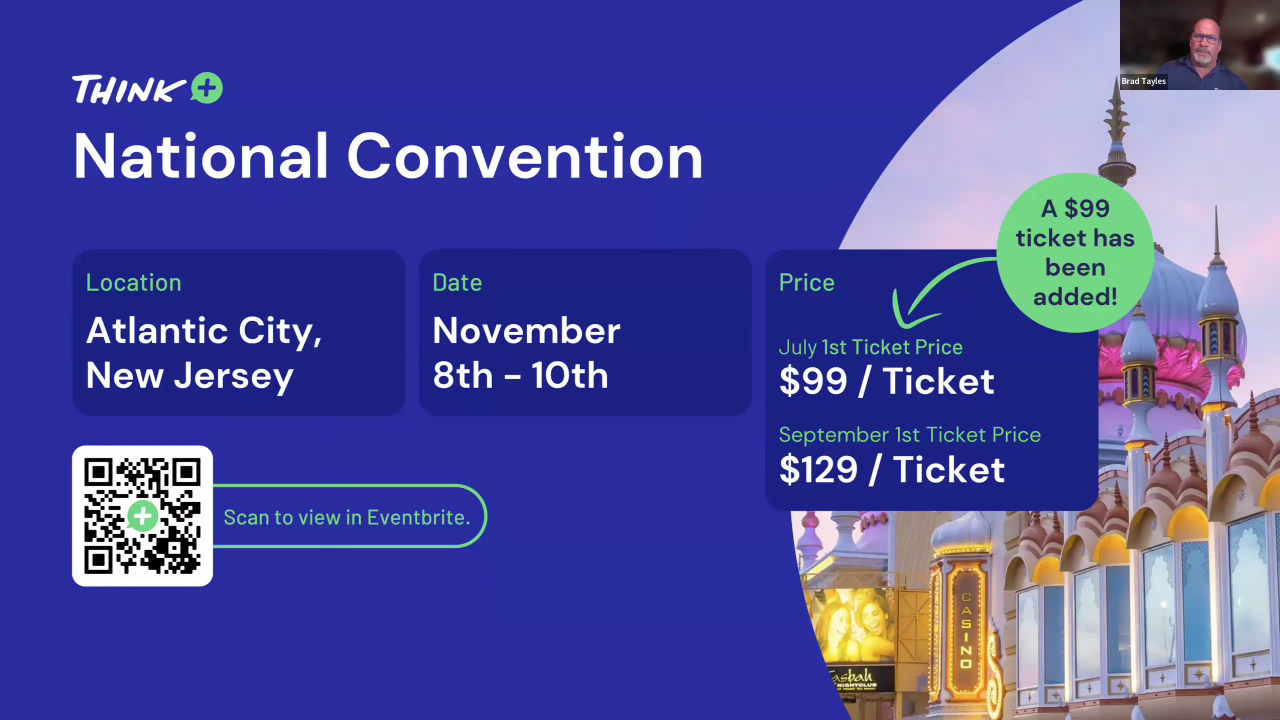 THINK
National Convention
Location
Atlantic City,
New Jersey
Date
November
8th – 10th
Price
July 1st Ticket Price
$99 / Ticket
September 1st Ticket Price
$129 / Ticket
A $99
ticket has
been
added!
Scan to view in Eventbrite.
Brad Tayles
CASINO
NIGHTCLUB